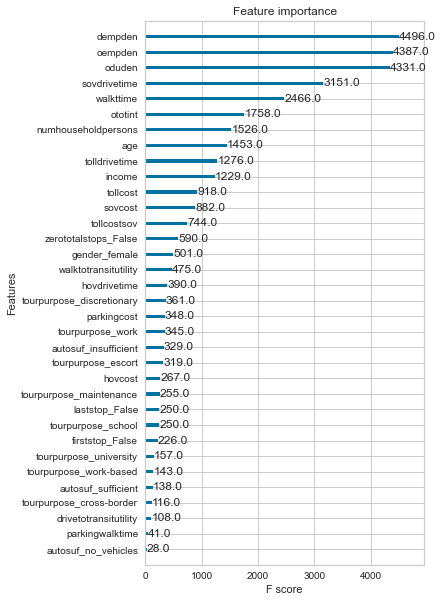 Feature importance
dempden 4496.0
oempden 4387.0
oduden 4331.0
sovdrivetime 3151.0
walkttime 2466.0
ototint 1758.0
numhouseholdpersons 1526.0
age 1453.0
tolldrivetime 1276.0
income 1229.0
tollcost 918.0
sovcost 882.0
tollcostsov 744.0
zerototalstops_False 590.0
gender_female 501.0
walktotransitutility 475.0
hovdrivetime 390.0
tourpurpose_discretionary 361.0
parkingcost 348.0
tourpurpose_work 345.0
autosuf_insufficient 329.0
tourpurpose_escort 319.0
hovcost 267.0
tourpurpose_maintenance 255.0
laststop_False 250.0
tourpurpose_school 250.0
firststop_False 226.0
tourpurpose_university 157.0
tourpurpose_work-based 143.0
autosuf_sufficient 138.0
tourpurpose_cross-border 116.0
drivetotransitutility 108.0
parkingwalktime 41.0
autosuf_no_vehicles 28.0
Features
0 1000 2000 3000 4000
F score